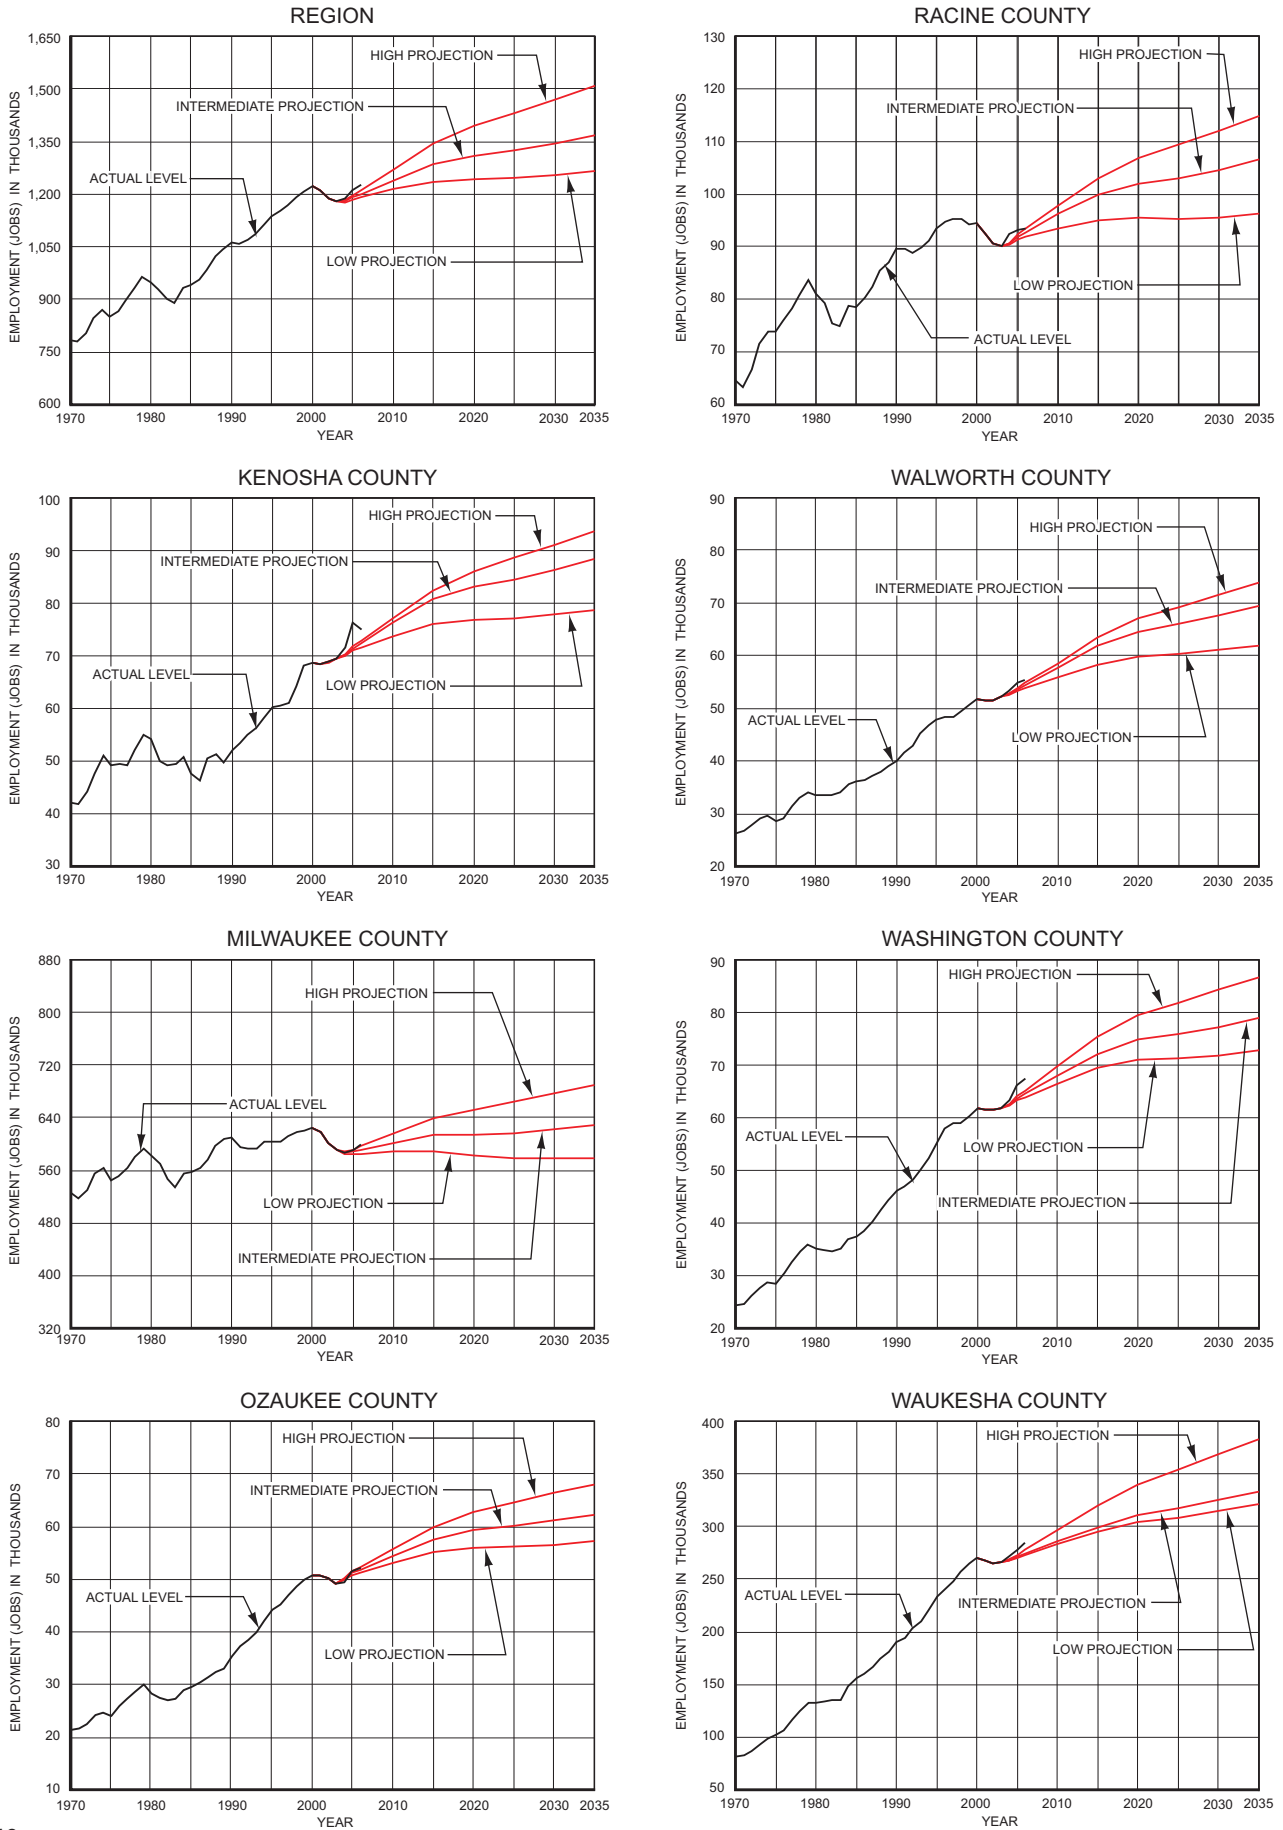 REGION
1,650
1,500
1,350
1,200
1,050
900
750
600
EMPLOYMENT (JOBS) IN THOUSANDS
HIGH PROJECTION
INTERMEDIATE PROJECTION
ACTUAL LEVEL
LOW PROJECTION
1970 1980 1990 2000 2010 2020 2030 2035
YEAR
RACINE COUNTY
130
120
110
100
90
80
70
60
EMPLOYMENT (JOBS) IN THOUSANDS
HIGH PROJECTION
INTERMEDIATE PROJECTION
LOW PROJECTION
ACTUAL LEVEL
1970 1980 1990 2000 2010 2020 2030 2035
YEAR
KENOSHA COUNTY
100
90
80
70
60
50
40
30
EMPLOYMENT (JOBS) IN THOUSANDS
HIGH PROJECTION
INTERMEDIATE PROJECTION
ACTUAL LEVEL
LOW PROJECTION
1970 1980 1990 2000 2010 2020 2030 2035
YEAR
WALWORTH COUNTY
90
80
70
60
50
40
30
20
EMPLOYMENT (JOBS) IN THOUSANDS
HIGH PROJECTION
INTERMEDIATE PROJECTION
ACTUAL LEVEL
LOW PROJECTION
1970 1980 1990 2000 2010 2020 2030 2035
YEAR
MILWAUKEE COUNTY
880
800
720
640
560
480
400
320
EMPLOYMENT (JOBS) IN THOUSANDS
HIGH PROJECTION
ACTUAL LEVEL
LOW PROJECTION
INTERMEDIATE PROJECTION
1970 1980 1990 2000 2010 2020 2030 2035
YEAR
WASHINGTON COUNTY
90
80
70
60
50
40
30
20
EMPLOYMENT (JOBS) IN THOUSANDS
HIGH PROJECTION
ACTUAL LEVEL
LOW PROJECTION
INTERMEDIATE PROJECTION
1970 1980 1990 2000 2010 2020 2030 2035
YEAR
OZAUKEE COUNTY
80
70
60
50
40
30
20
10
EMPLOYMENT (JOBS) IN THOUSANDS
HIGH PROJECTION
INTERMEDIATE PROJECTION
ACTUAL LEVEL
LOW PROJECTION
1970 1980 1990 2000 2010 2020 2030 2035
YEAR
WAUKESHA COUNTY
400
350
300
250
200
150
100
50
EMPLOYMENT (JOBS) IN THOUSANDS
HIGH PROJECTION
ACTUAL LEVEL
INTERMEDIATE PROJECTION
LOW PROJECTION
1970 1980 1990 2000 2010 2020 2030 2035
YEAR